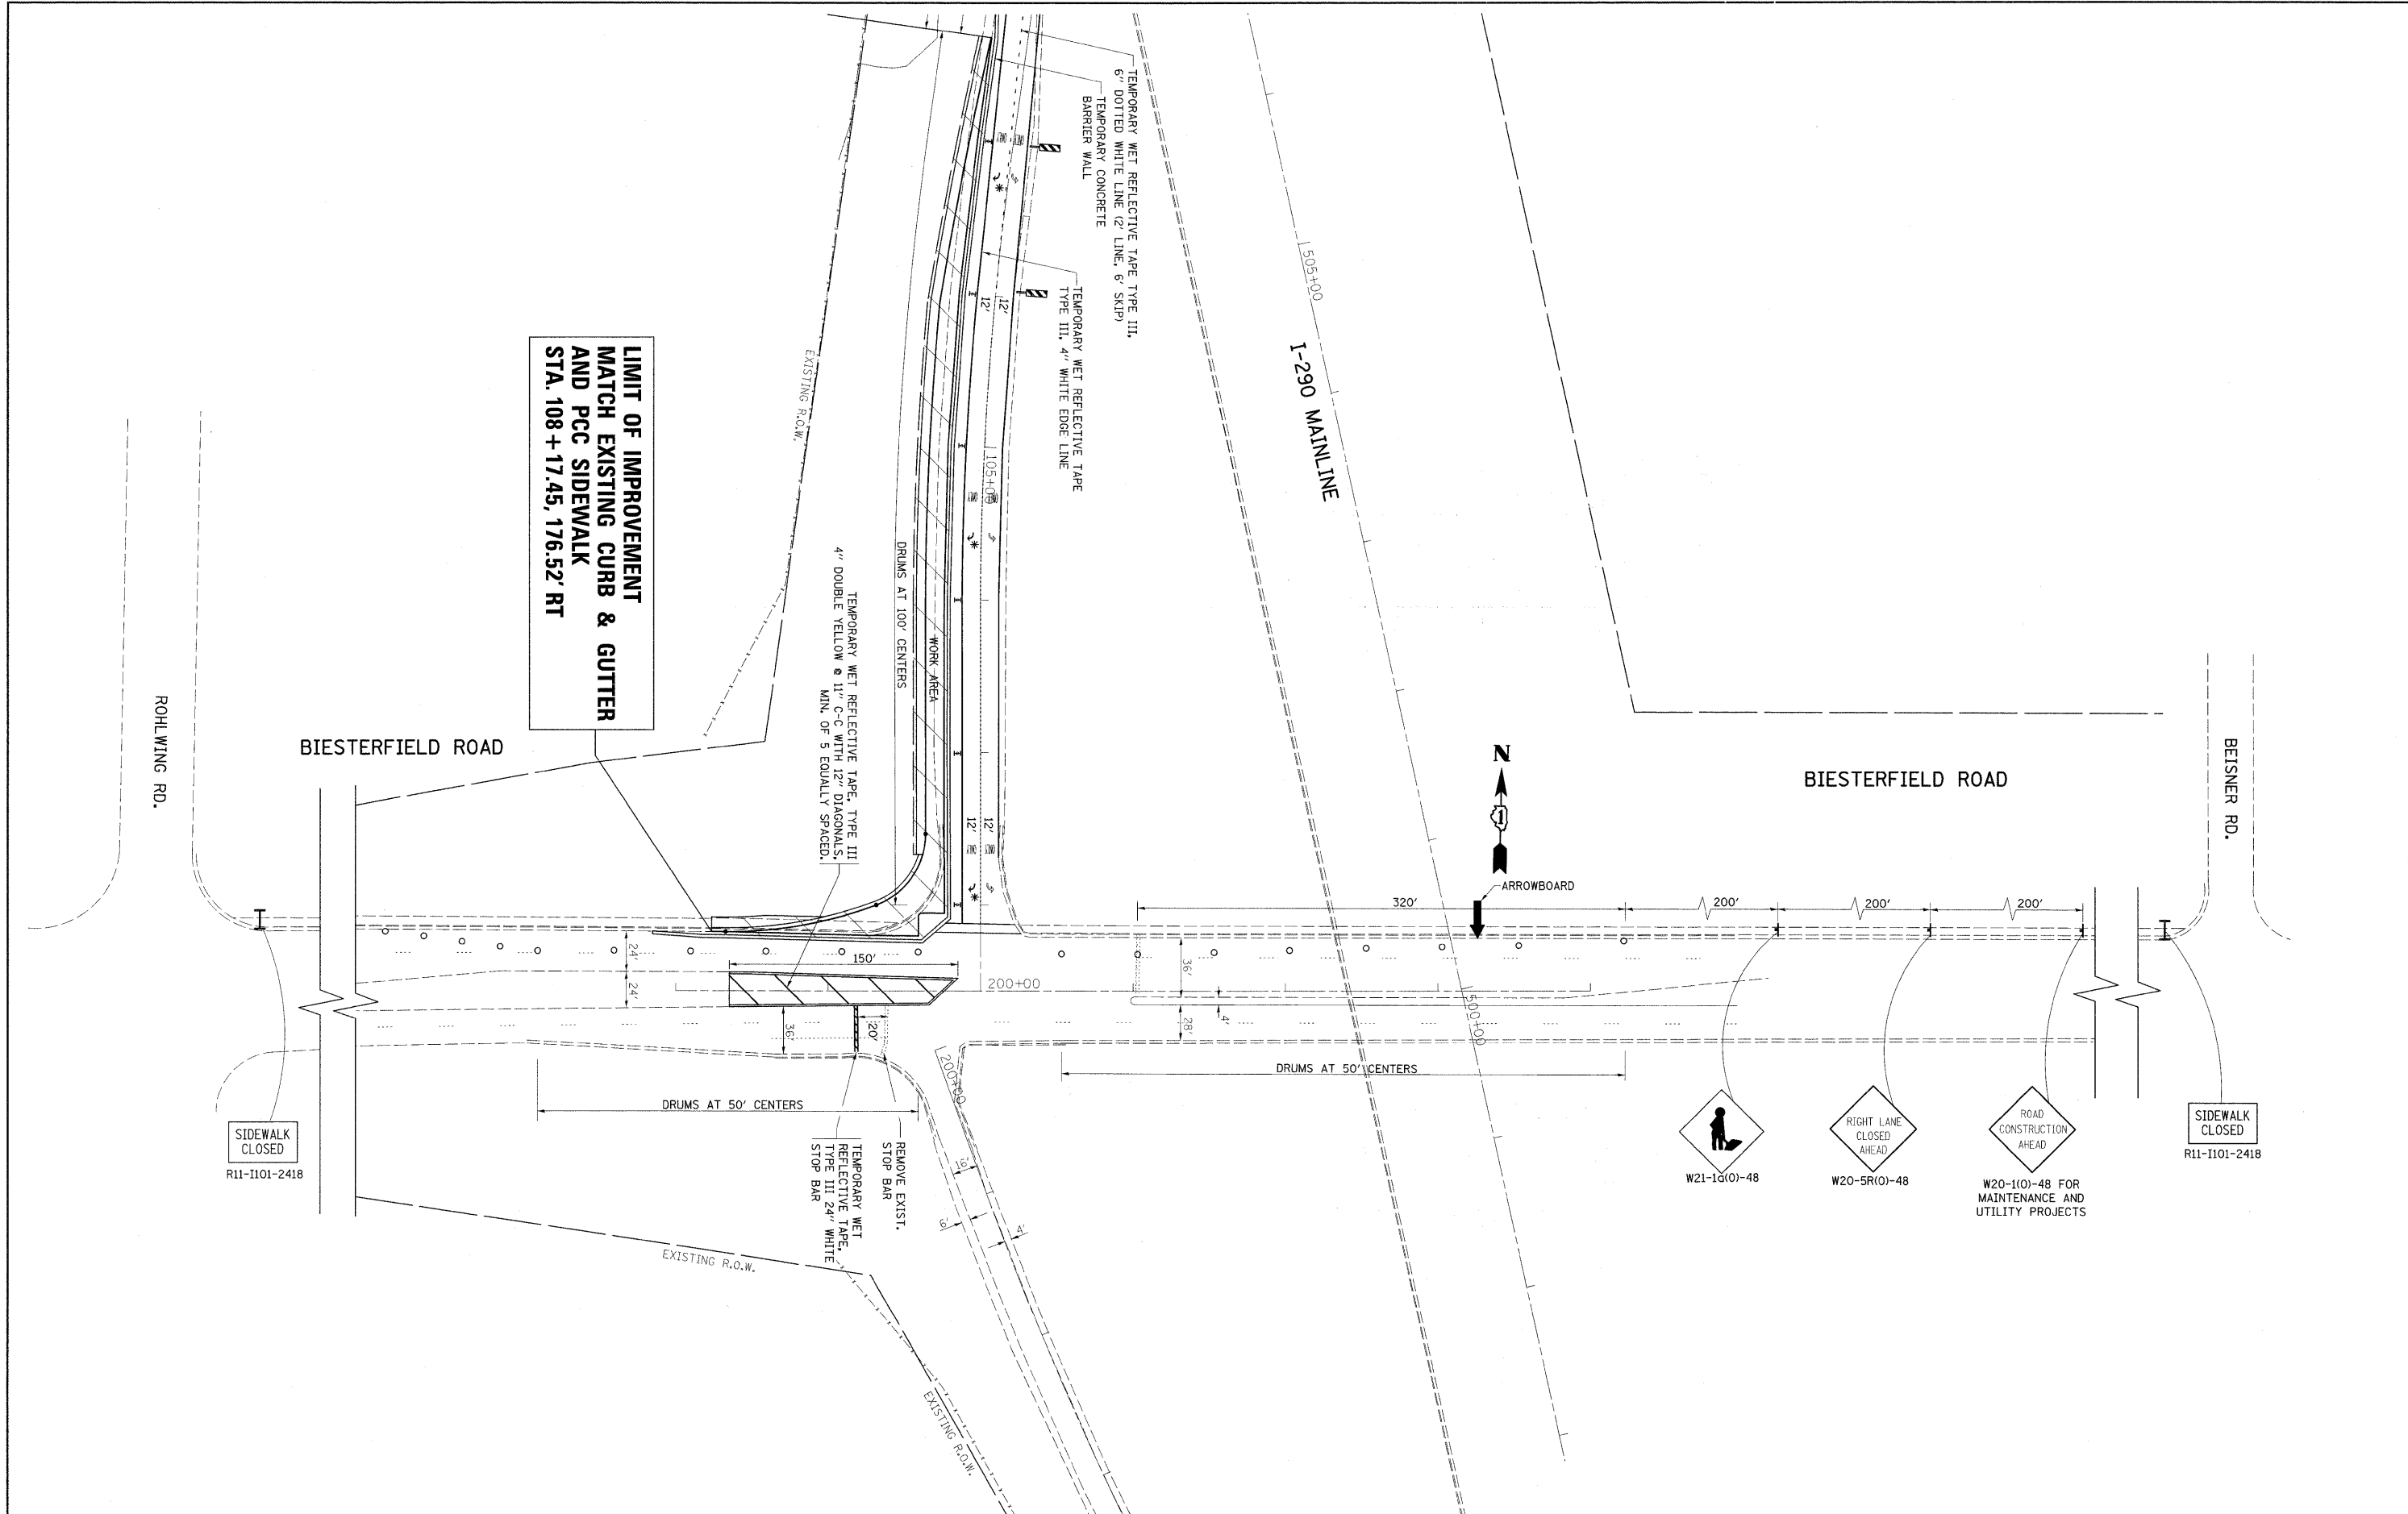 TEMPORARY WET REFLECTIVE TAPE TYPE III,
6" DOTTED WHITE LINE (2' LINE, 6' SKIP)
TEMPORARY CONCRETE
BARRIER WALL
TEMPORARY WET REFLECTIVE TAPE
TYPE III, 4" WHITE EDGE LINE
12'
12'
105+00
505+00
I-290 MAINLINE
EXISTING R.O.W.
LIMIT OF IMPROVEMENT
MATCH EXISTING CURB & GUTTER
AND PCC SIDEWALK
STA. 108+17.45, 176.52' RT
DRUMS AT 100' CENTERS
WORK AREA
TEMPORARY WET REFLECTIVE TAPE, TYPE III
4" DOUBLE YELLOW @ 11" C-C WITH 12" DIAGONALS,
MIN. OF 5 EQUALLY SPACED.
ROHLWING RD.
BIESTERFIELD ROAD
N
1
BIESTERFIELD ROAD
BEISNER RD.
12'
12'
ARROWBOARD
320'
200'
200'
200'
24'
24'
150'
36'
200+00
500+00
36'
20'
4'
28'
DRUMS AT 50' CENTERS
DRUMS AT 50' CENTERS
200+00
SIDEWALK
CLOSED
R11-I101-2418
REMOVE EXIST.
STOP BAR
TEMPORARY WET
REFLECTIVE TAPE,
TYPE III 24" WHITE
STOP BAR
16'
6'
4'
W21-1a(O)-48
RIGHT LANE
CLOSED
AHEAD
W20-5R(O)-48
ROAD
CONSTRUCTION
AHEAD
W20-1(O)-48 FOR
MAINTENANCE AND
UTILITY PROJECTS
SIDEWALK
CLOSED
R11-I101-2418
EXISTING R.O.W.
EXISTING R.O.W.